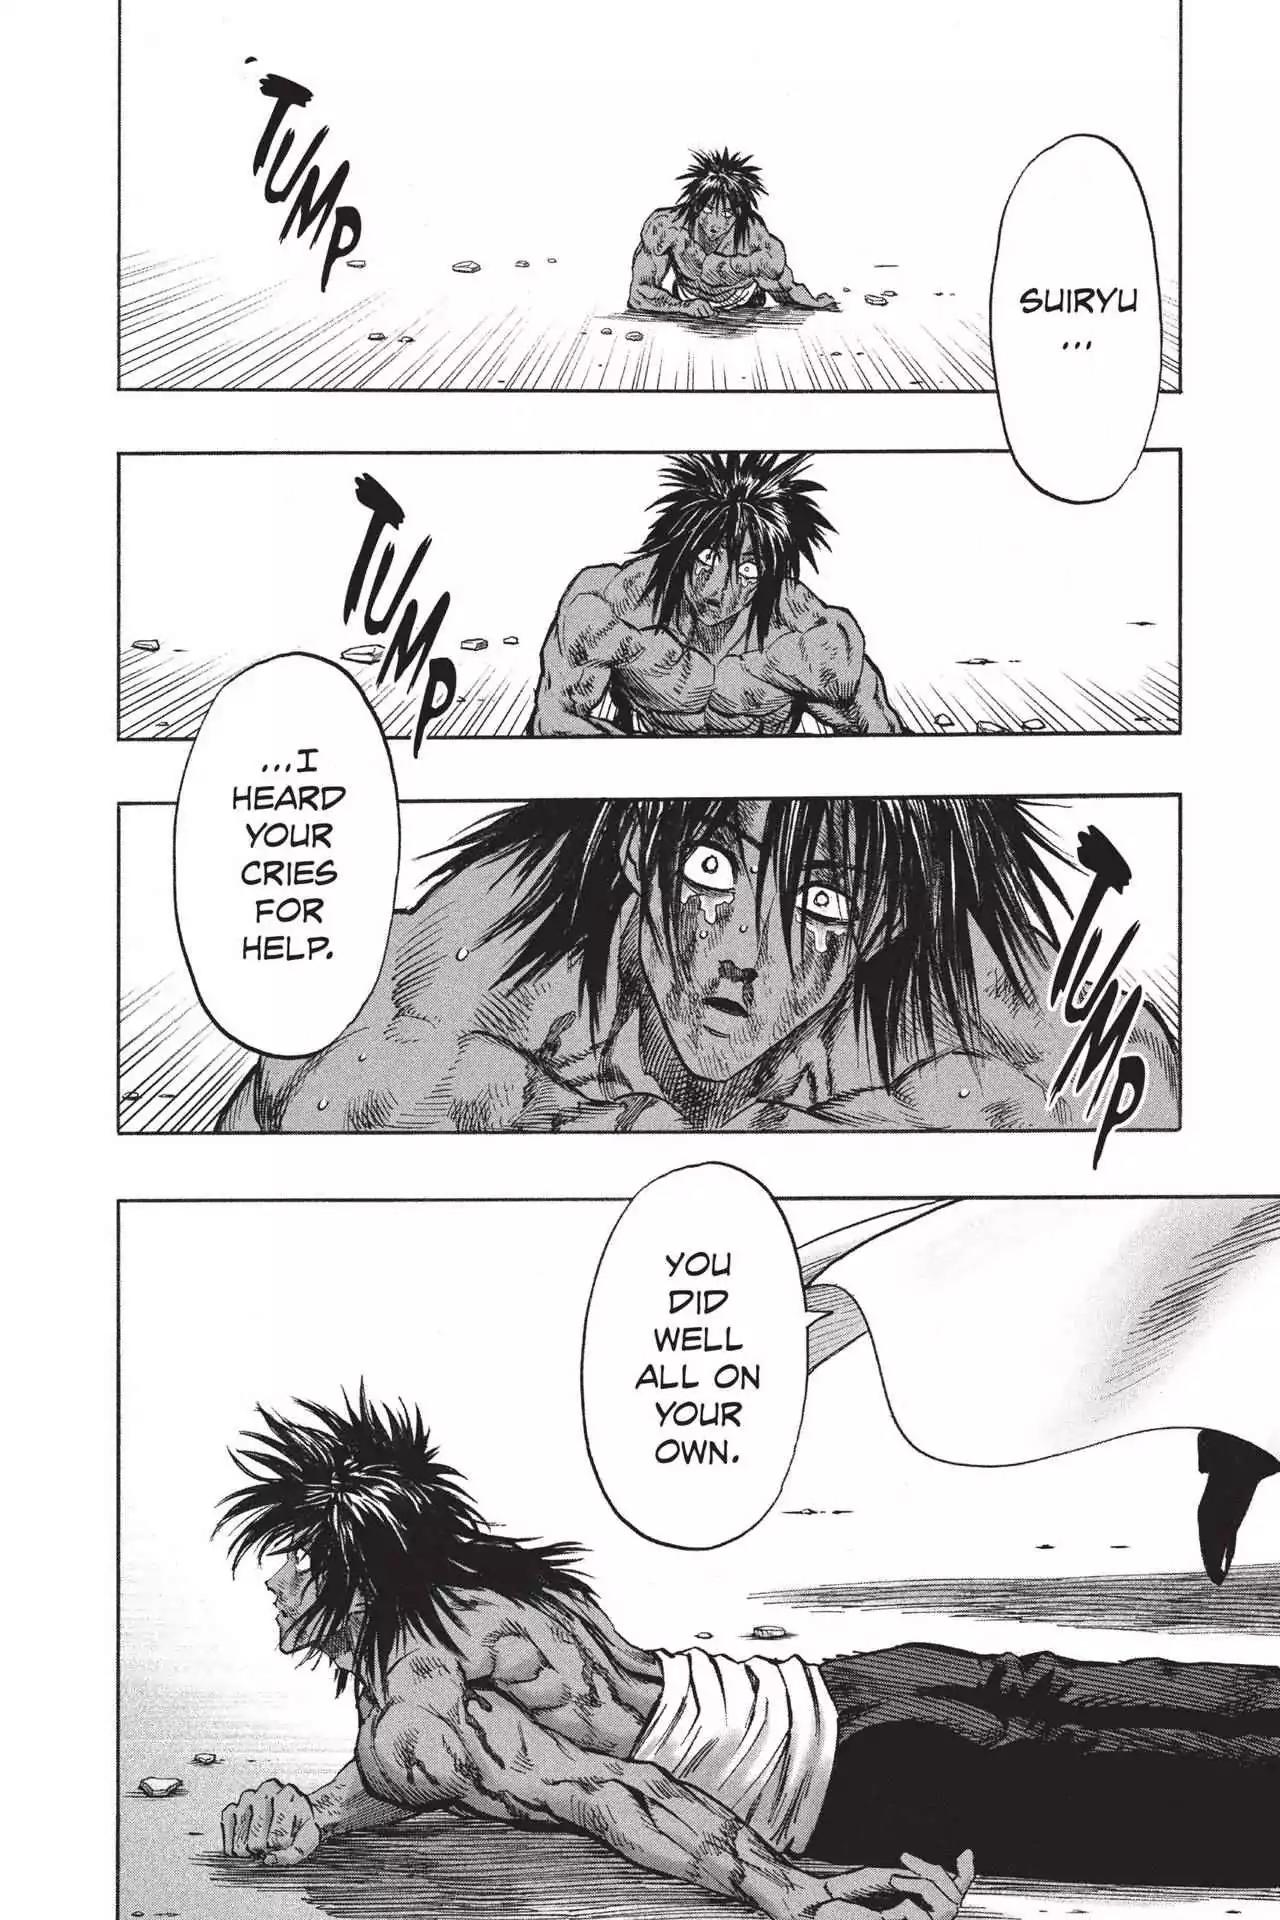 TUMP
SUIRYU
...
TUMP
...I
HEARD
YOUR
CRIES
FOR
HELP.
TUMP
YOU
DID
WELL
ALL ON
YOUR
OWN.